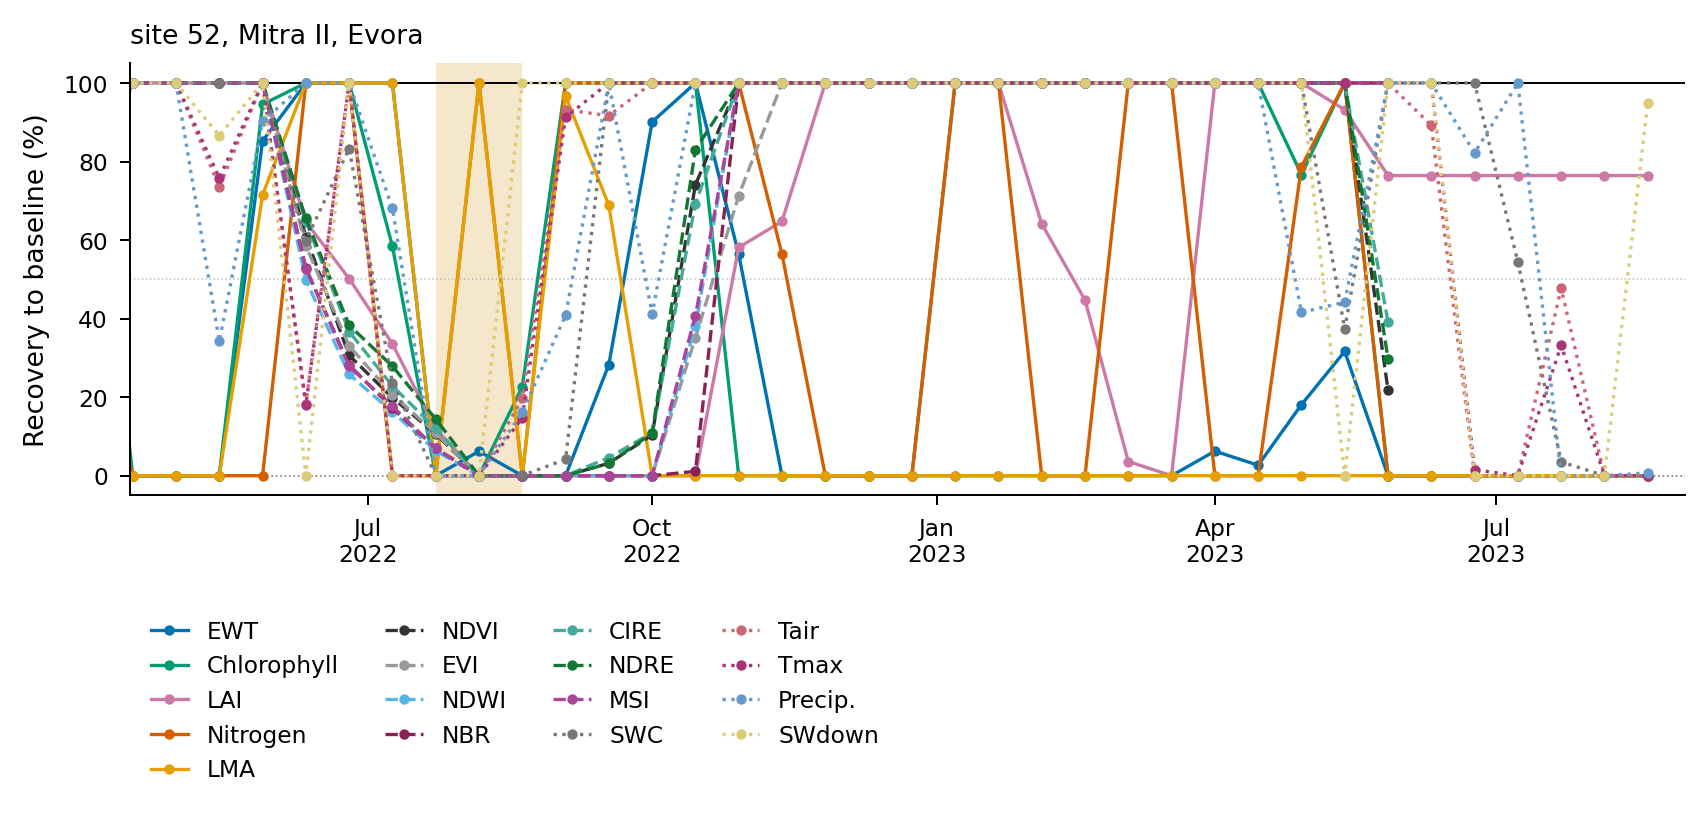 site 52, Mitra II, Evora
Recovery to baseline (%)
100
80
60
40
20
0
Jul
2022
Oct
2022
Jan
2023
Apr
2023
Jul
2023
EWT
Chlorophyll
LAI
Nitrogen
LMA
NDVI
EVI
NDWI
NBR
CIRE
NDRE
MSI
SWC
Tair
Tmax
Precip.
SWdown